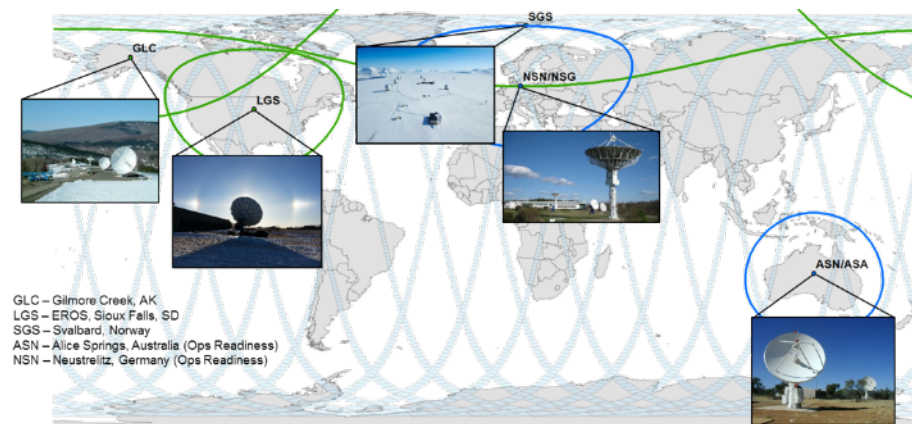 SGS
GLC
NSN/NSG
LGS
ASN/ASA
GLC – Gilmore Creek, AK
LGS – EROS, Sioux Falls, SD
SGS – Svalbard, Norway
ASN – Alice Springs, Australia (Ops Readiness)
NSN – Neustrelitz, Germany (Ops Readiness)